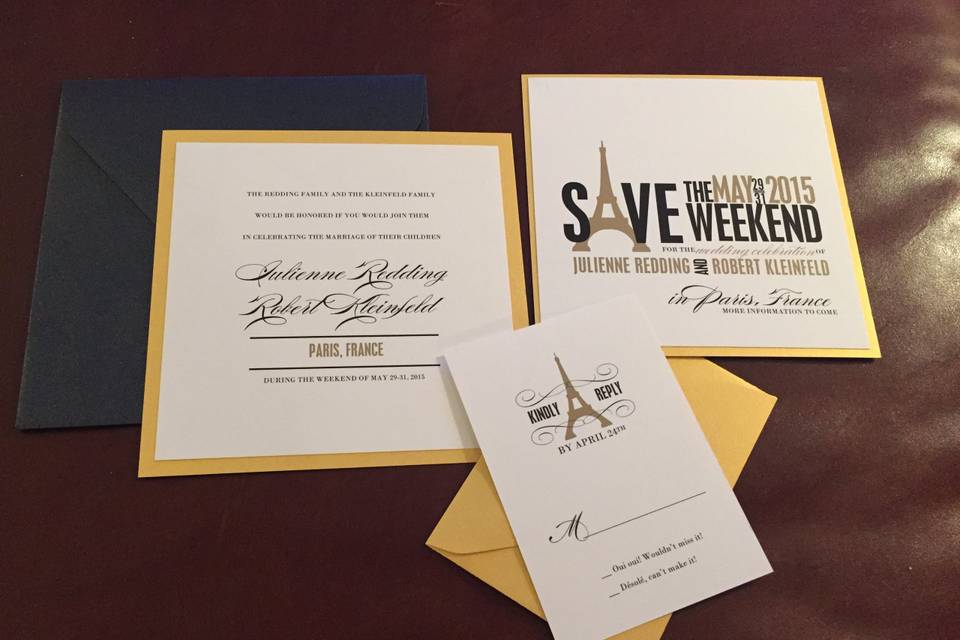 THE REDDING FAMILY AND THE KLEINFELD FAMILY
WOULD BE HONORED IF YOU WOULD JOIN THEM
IN CELEBRATING THE MARRIAGE OF THEIR CHILDREN
Julienne Redding
Robert Kleinfeld
PARIS, FRANCE
DURING THE WEEKEND OF MAY 29-31, 2015
SAVE THE MAY 29 31 2015
WEEKEND
FOR THE wedding celebration OF
JULIENNE REDDING AND ROBERT KLEINFELD
in Paris, France
MORE INFORMATION TO COME
KINDLY REPLY
BY APRIL 24TH
M
Oui oui! Wouldn't miss it!
Désolé, can't make it!